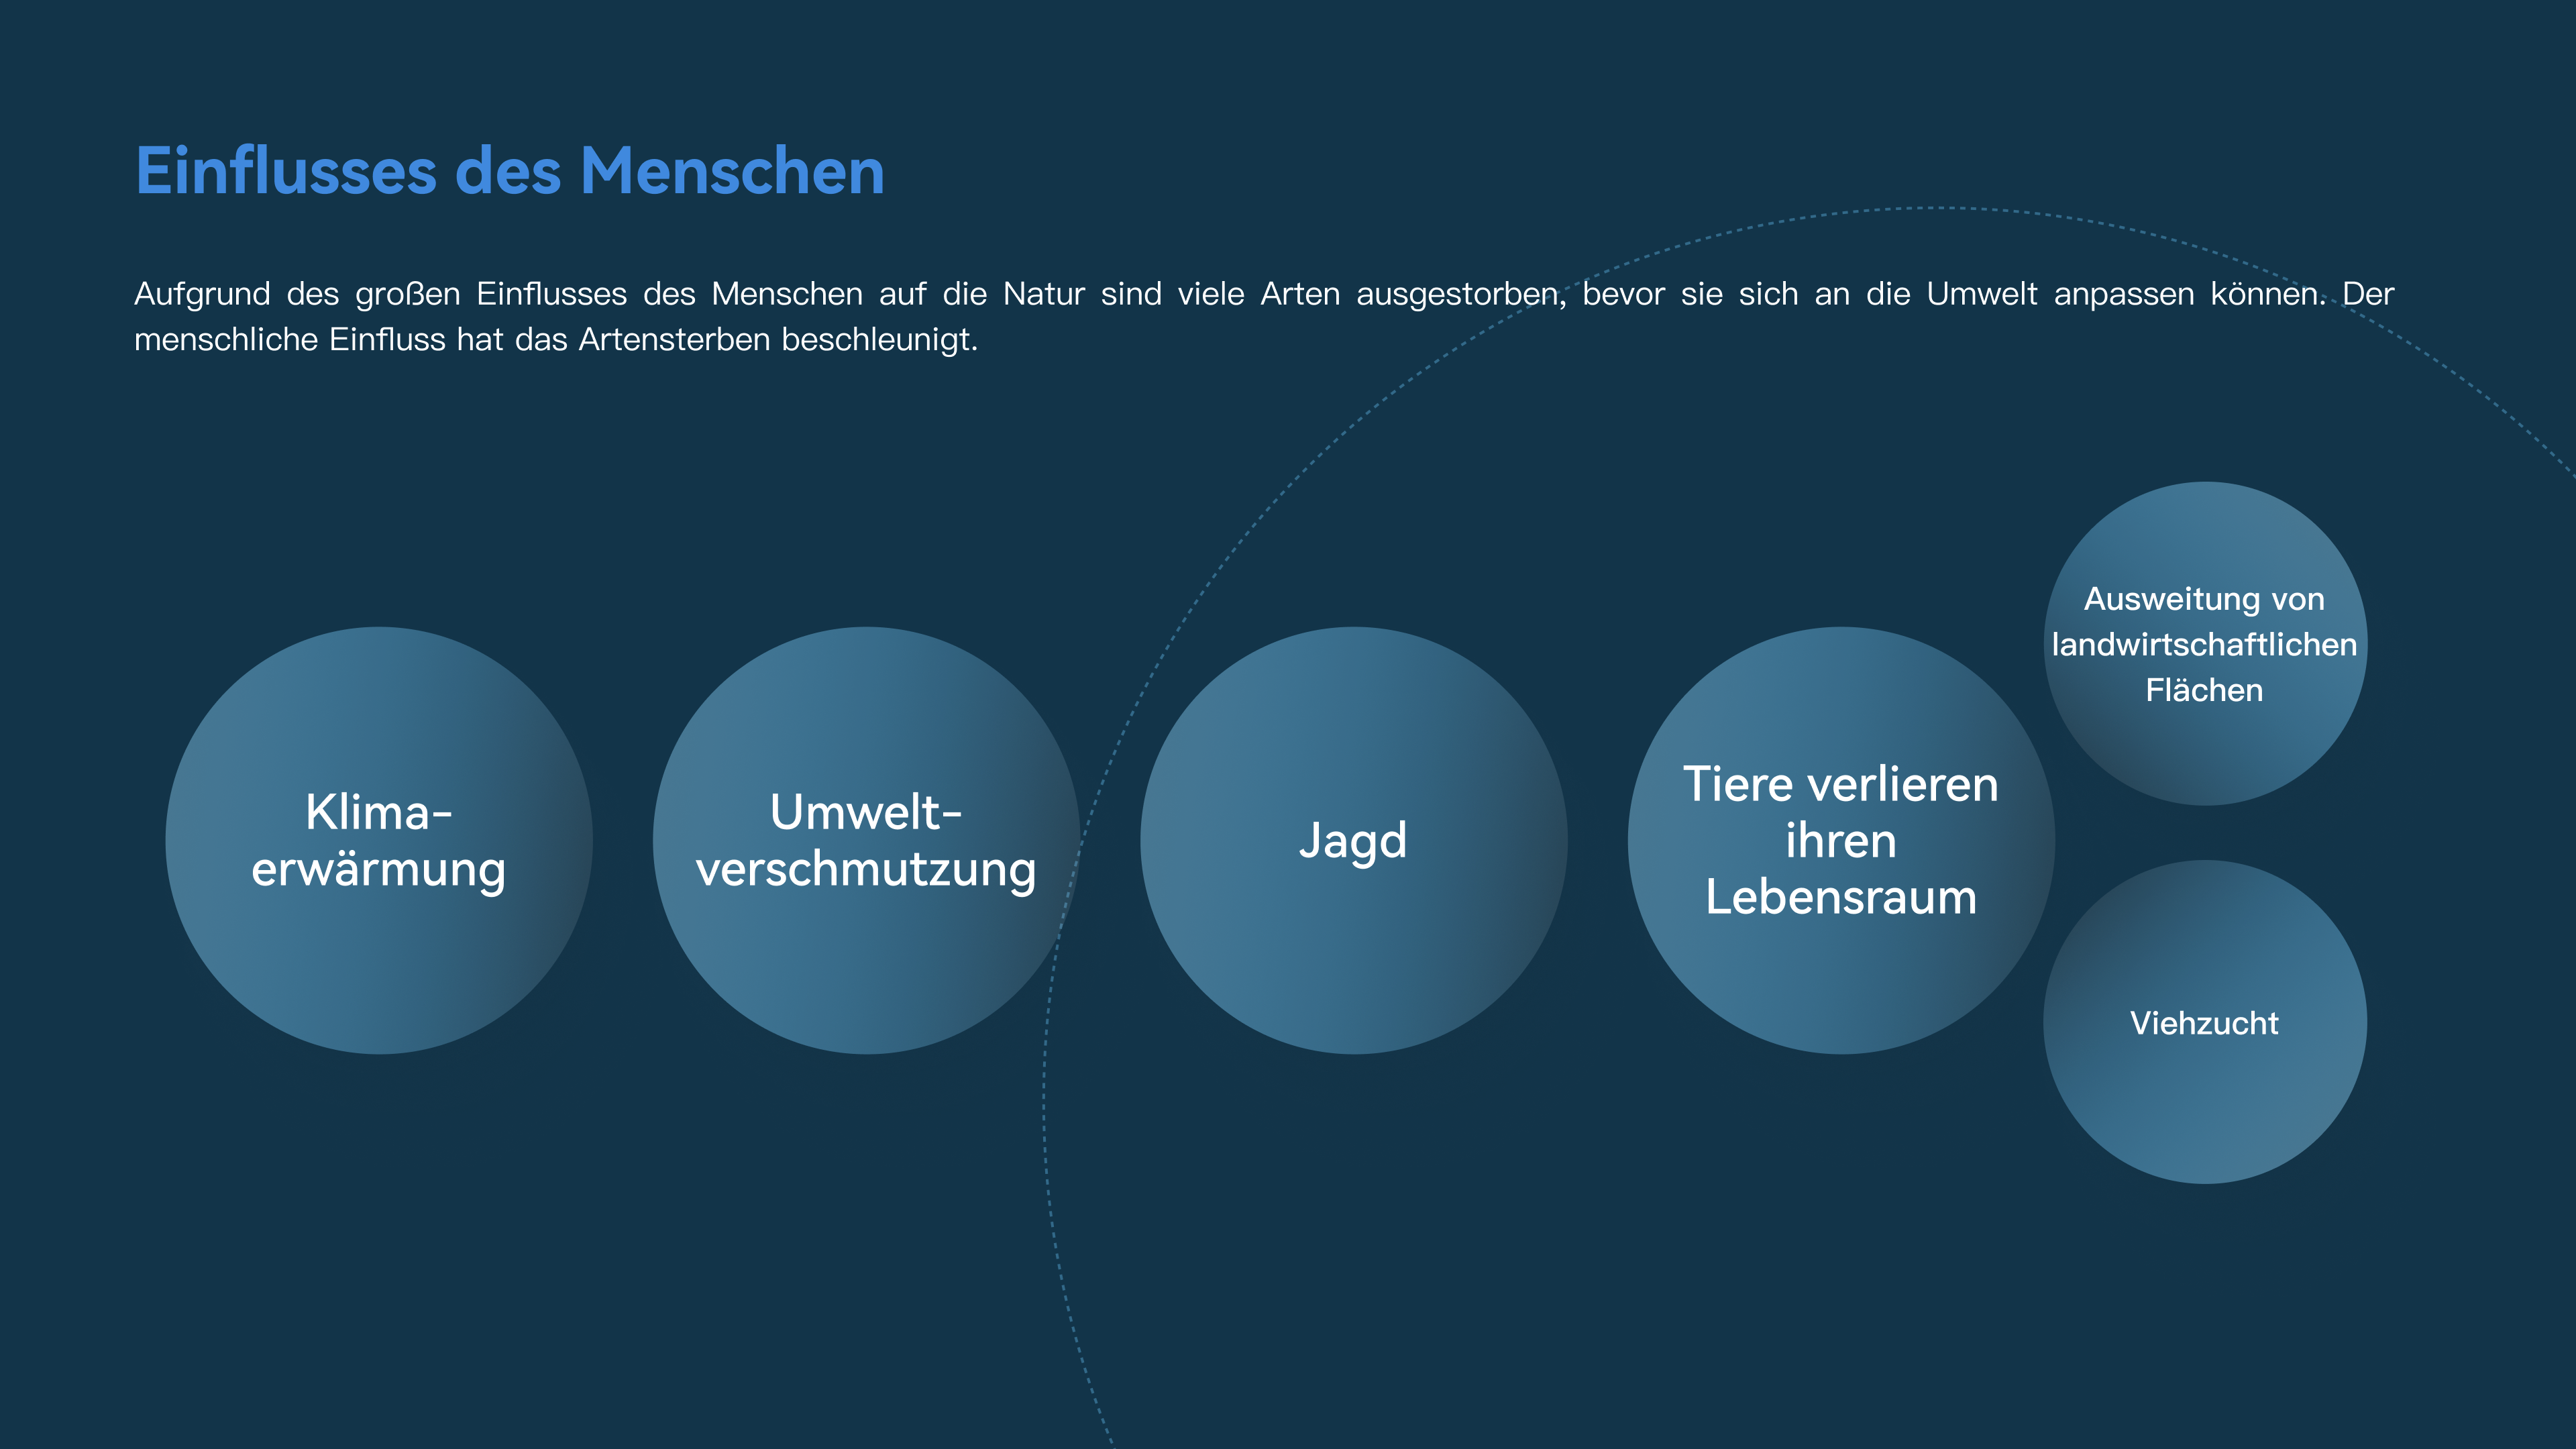 Einflusses des Menschen
Aufgrund des großen Einflusses des Menschen auf die Natur sind viele Arten ausgestorben, bevor sie sich an die Umwelt anpassen können. Der
menschliche Einfluss hat das Artensterben beschleunigt.
Klima-
erwärmung
Umwelt-
verschmutzung
Jagd
Tiere verlieren
ihren
Lebensraum
Ausweitung von
landwirtschaftlichen
Flächen
Viehzucht